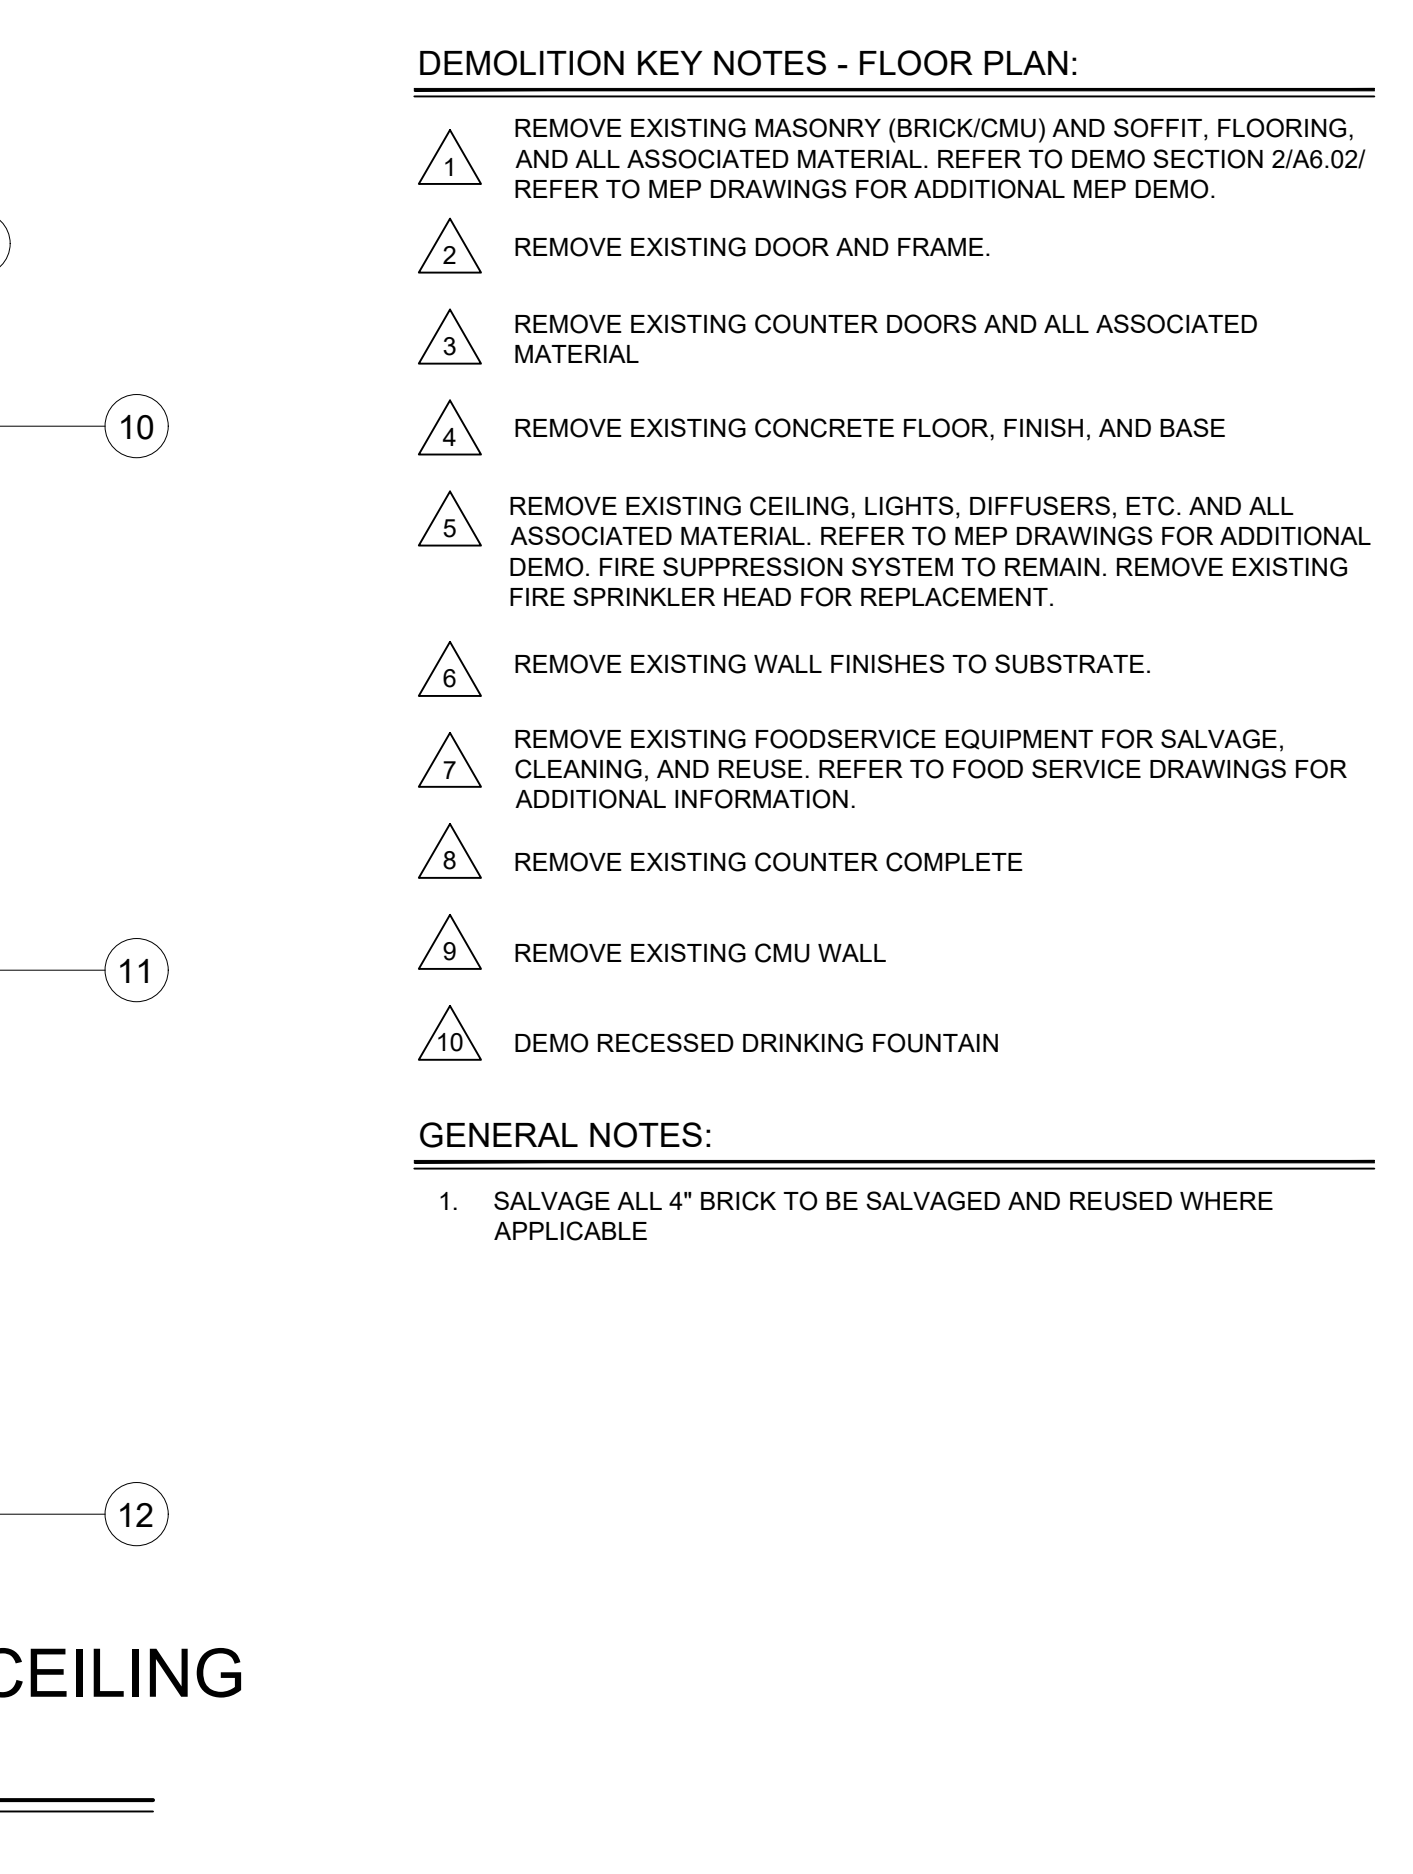 DEMOLITION KEY NOTES - FLOOR PLAN:
1
REMOVE EXISTING MASONRY (BRICK/CMU) AND SOFFIT, FLOORING,
AND ALL ASSOCIATED MATERIAL. REFER TO DEMO SECTION 2/A6.02/
REFER TO MEP DRAWINGS FOR ADDITIONAL MEP DEMO.
2
REMOVE EXISTING DOOR AND FRAME.
3
REMOVE EXISTING COUNTER DOORS AND ALL ASSOCIATED
MATERIAL
4
REMOVE EXISTING CONCRETE FLOOR, FINISH, AND BASE
5
REMOVE EXISTING CEILING, LIGHTS, DIFFUSERS, ETC. AND ALL
ASSOCIATED MATERIAL. REFER TO MEP DRAWINGS FOR ADDITIONAL
DEMO. FIRE SUPPRESSION SYSTEM TO REMAIN. REMOVE EXISTING
FIRE SPRINKLER HEAD FOR REPLACEMENT.
6
REMOVE EXISTING WALL FINISHES TO SUBSTRATE.
7
REMOVE EXISTING FOODSERVICE EQUIPMENT FOR SALVAGE,
CLEANING, AND REUSE. REFER TO FOOD SERVICE DRAWINGS FOR
ADDITIONAL INFORMATION.
8
REMOVE EXISTING COUNTER COMPLETE
9
REMOVE EXISTING CMU WALL
10
DEMO RECESSED DRINKING FOUNTAIN
GENERAL NOTES:
1. SALVAGE ALL 4" BRICK TO BE SALVAGED AND REUSED WHERE
APPLICABLE
10
11
12
CEILING